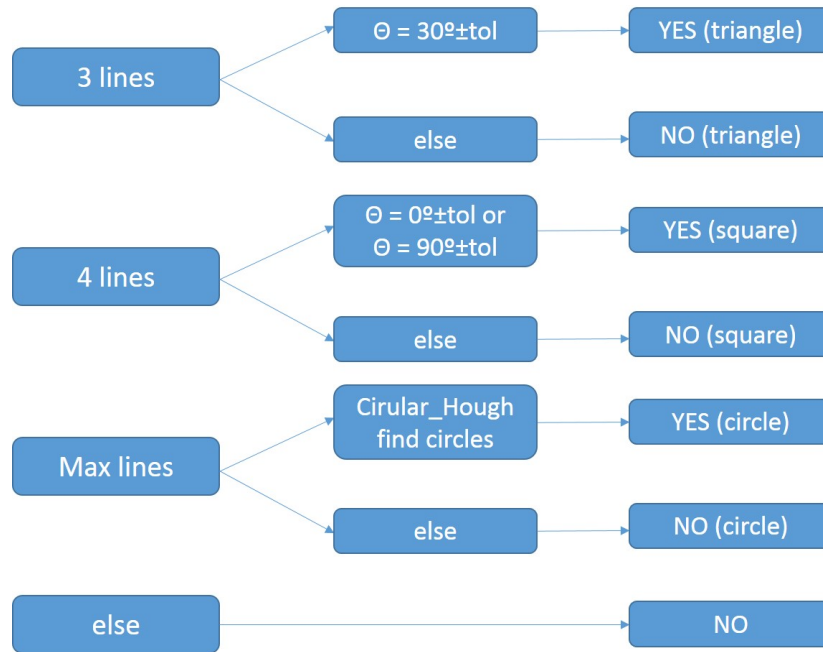 Θ = 30º±tol
YES (triangle)
3 lines
else
NO (triangle)
Θ = 0º±tol or
Θ = 90º±tol
YES (square)
4 lines
else
NO (square)
Cirular_Hough
find circles
YES (circle)
Max lines
else
NO (circle)
else
NO